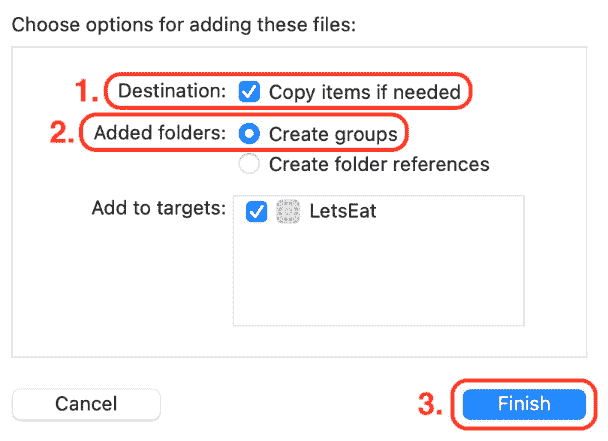 Choose options for adding these files:
1. Destination: Copy items if needed
2. Added folders: Create groups
Create folder references
Add to targets: LetsEat
Cancel 3. Finish